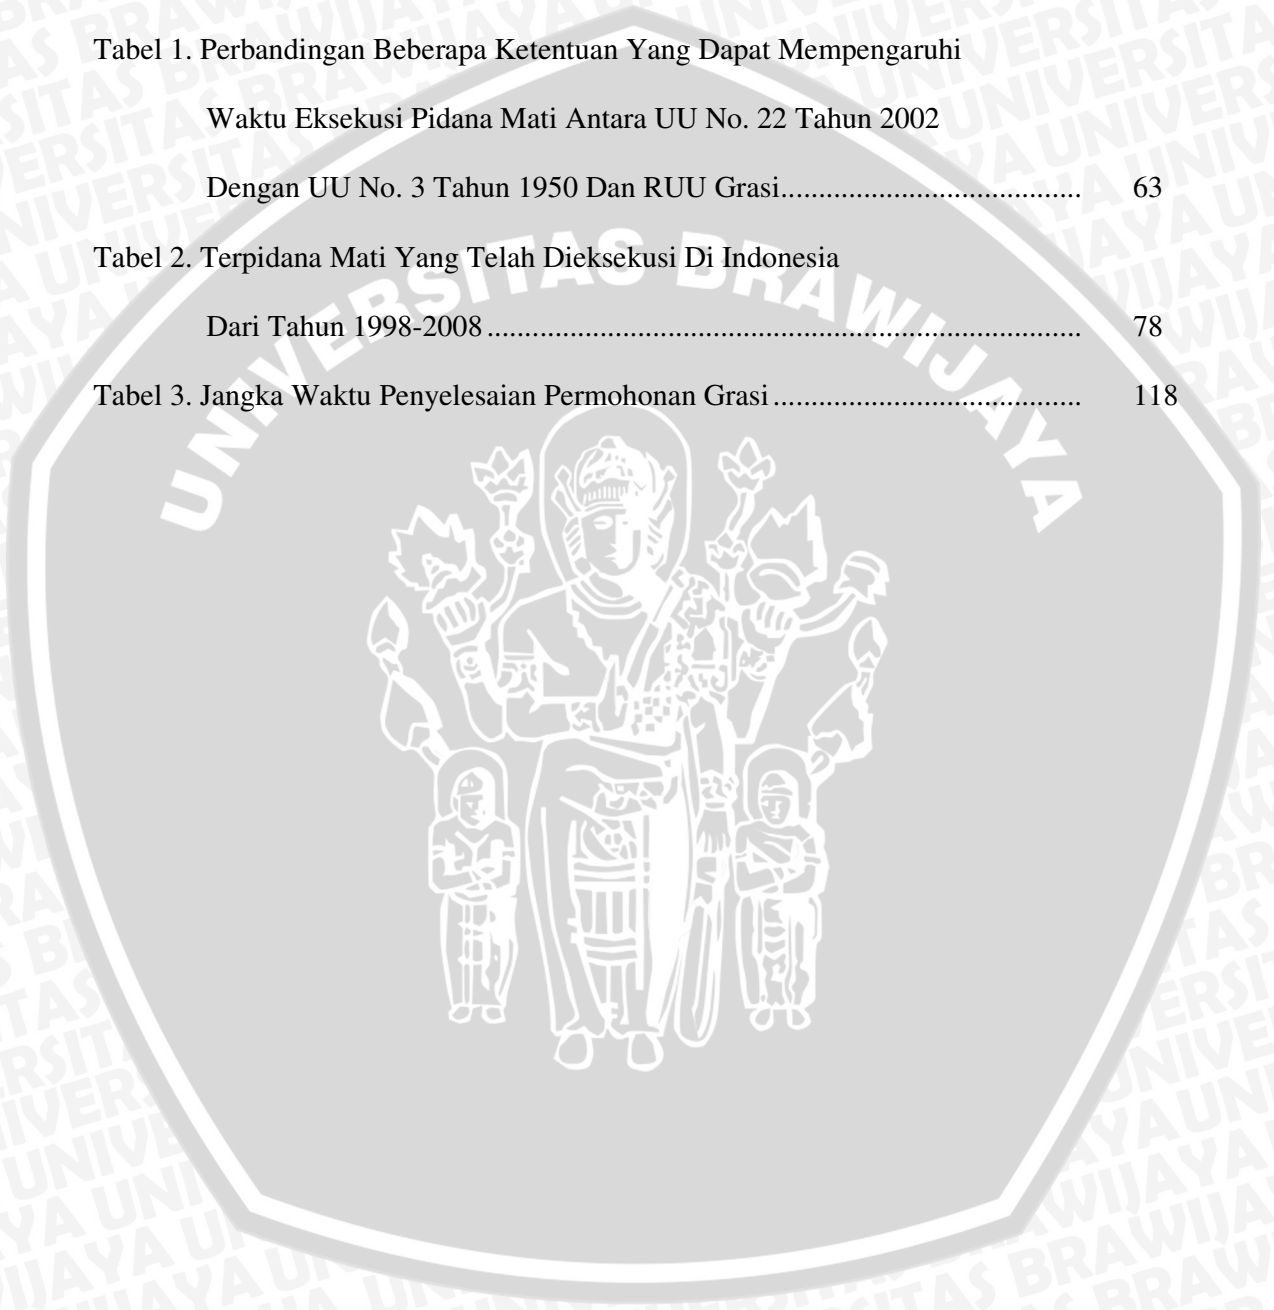 Tabel 1. Perbandingan Beberapa Ketentuan Yang Dapat Mempengaruhi
Waktu Eksekusi Pidana Mati Antara UU No. 22 Tahun 2002
Dengan UU No. 3 Tahun 1950 Dan RUU Grasi........................................ 63
Tabel 2. Terpidana Mati Yang Telah Dieksekusi Di Indonesia
Dari Tahun 1998-2008............................................................................... 78
Tabel 3. Jangka Waktu Penyelesaian Permohonan Grasi......................................... 118
UNIVERSITAS BRAWIJAYA